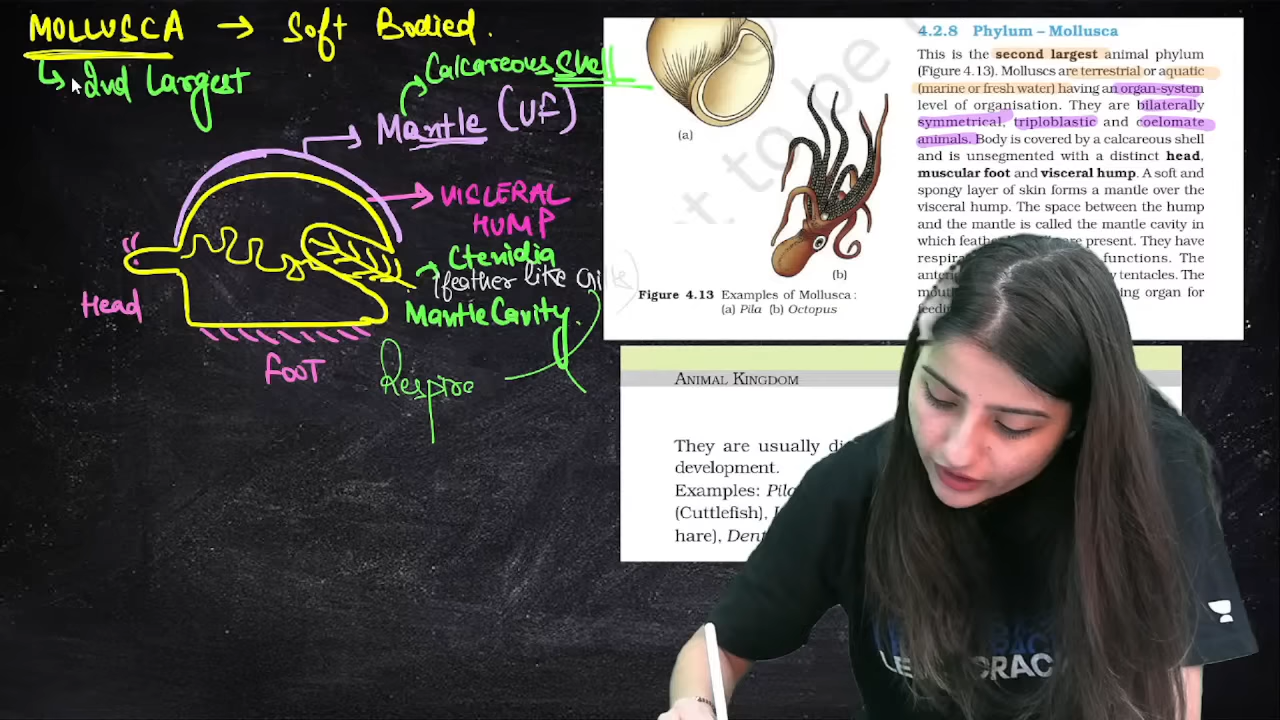 MOLLUSCA → Soft Bodied.
↳ 2nd Largest
Calcareous Shell
Mantle (UF)
VISCERAL
HUMP
Ctenidia
(feather like Gi
Mantle Cavity.
Head
FOOT
Respire
(a)
(b)
Figure 4.13 Examples of Mollusca :
(a) Pila (b) Octopus
4.2.8 Phylum – Mollusca
This is the second largest animal phylum
(Figure 4.13). Molluscs are terrestrial or aquatic
(marine or fresh water) having an organ-system
level of organisation. They are bilaterally
symmetrical, triploblastic and coelomate
animals. Body is covered by a calcareous shell
and is unsegmented with a distinct head,
muscular foot and visceral hump. A soft and
spongy layer of skin forms a mantle over the
visceral hump. The space between the hump
and the mantle is called the mantle cavity in
which feather are present. They have
respira functions. The
ante y tentacles. The
mout ing organ for
feedi
ANIMAL KINGDOM
They are usually di
development.
Examples: Pila
(Cuttlefish),
hare), Dent